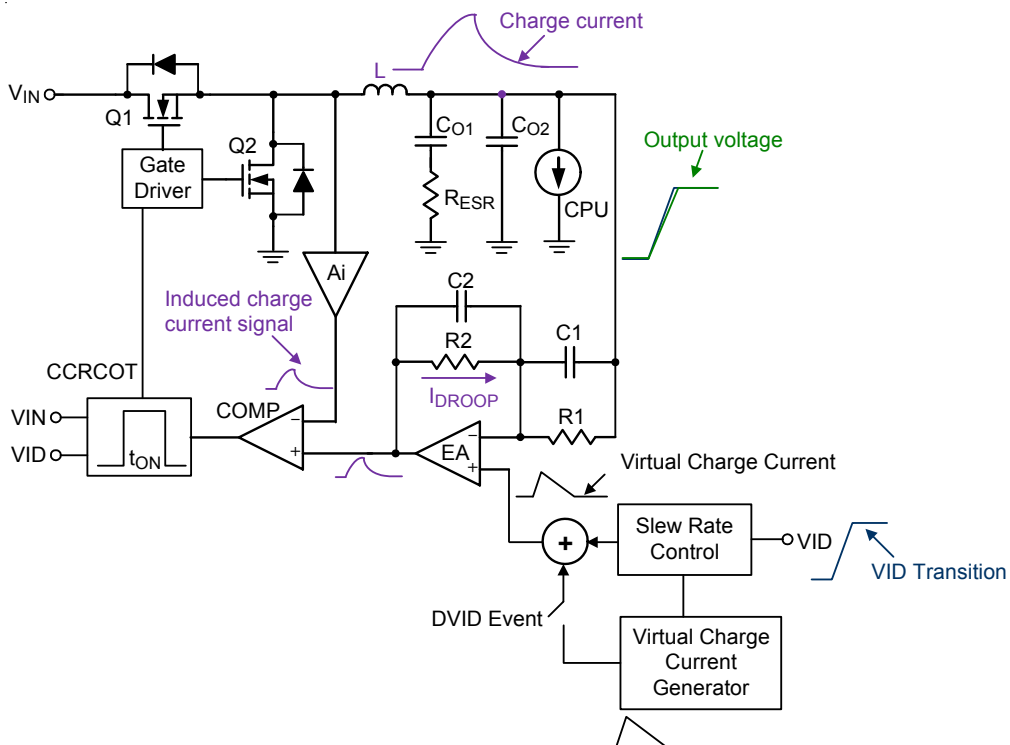 Charge current
L
VIN
Q1
CO1
CO2
Q2
Output voltage
Gate
Driver
RESR
CPU
Ai
C2
Induced charge
current signal
R2
C1
CCRCOT
IDROOP
COMP
R1
VIN
−
−
VID
tON
+
EA
+
Virtual Charge Current
Slew Rate
Control
+
VID
VID Transition
DVID Event
Virtual Charge
Current
Generator